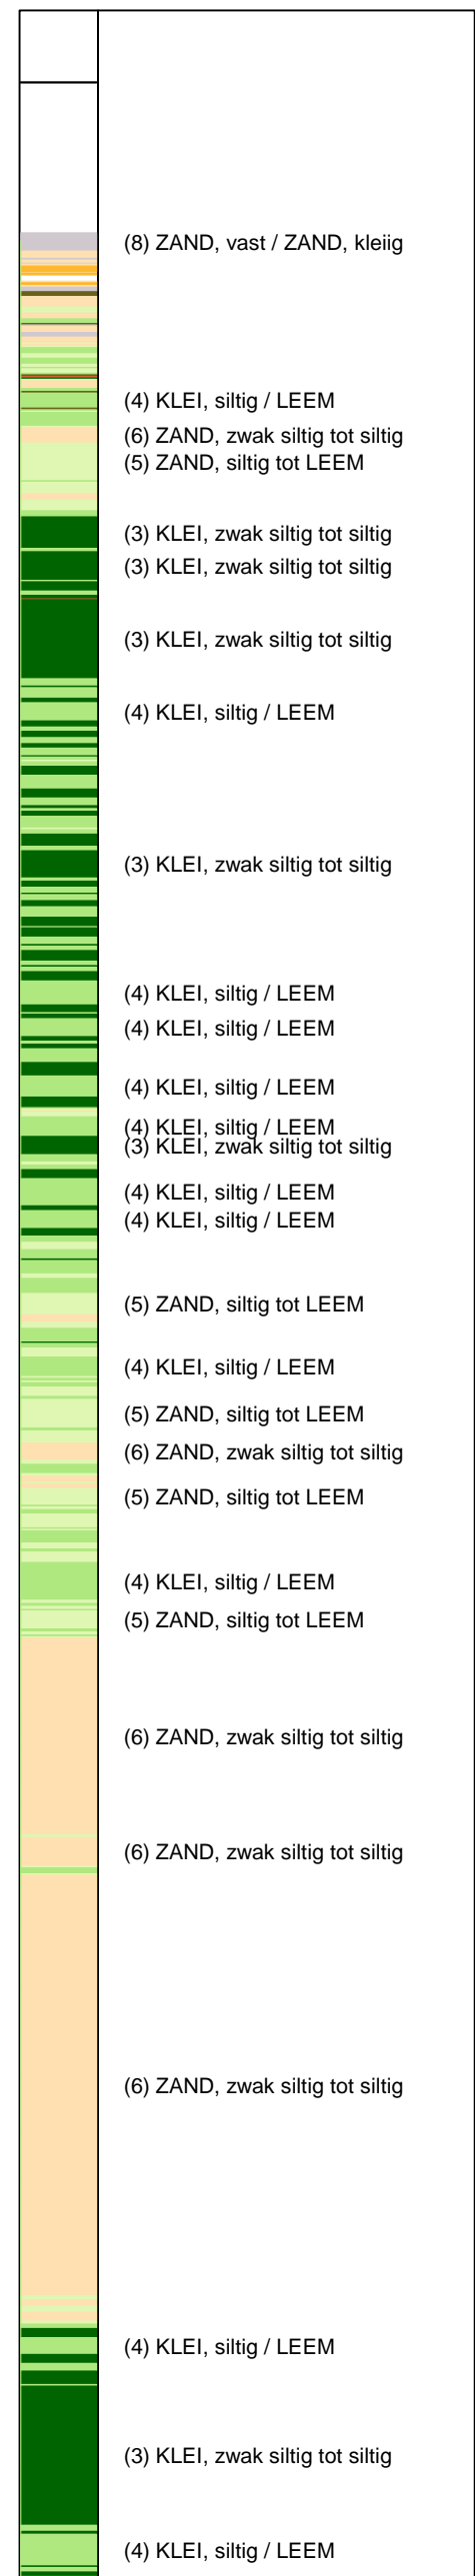 (8) ZAND, vast / ZAND, kleiig
(4) KLEI, siltig / LEEM
(6) ZAND, zwak siltig tot siltig
(5) ZAND, siltig tot LEEM
(3) KLEI, zwak siltig tot siltig
(3) KLEI, zwak siltig tot siltig
(3) KLEI, zwak siltig tot siltig
(4) KLEI, siltig / LEEM
(3) KLEI, zwak siltig tot siltig
(4) KLEI, siltig / LEEM
(4) KLEI, siltig / LEEM
(4) KLEI, siltig / LEEM
(4) KLEI, siltig / LEEM
(3) KLEI, zwak siltig tot siltig
(4) KLEI, siltig / LEEM
(4) KLEI, siltig / LEEM
(5) ZAND, siltig tot LEEM
(4) KLEI, siltig / LEEM
(5) ZAND, siltig tot LEEM
(6) ZAND, zwak siltig tot siltig
(5) ZAND, siltig tot LEEM
(4) KLEI, siltig / LEEM
(5) ZAND, siltig tot LEEM
(6) ZAND, zwak siltig tot siltig
(6) ZAND, zwak siltig tot siltig
(6) ZAND, zwak siltig tot siltig
(4) KLEI, siltig / LEEM
(3) KLEI, zwak siltig tot siltig
(4) KLEI, siltig / LEEM